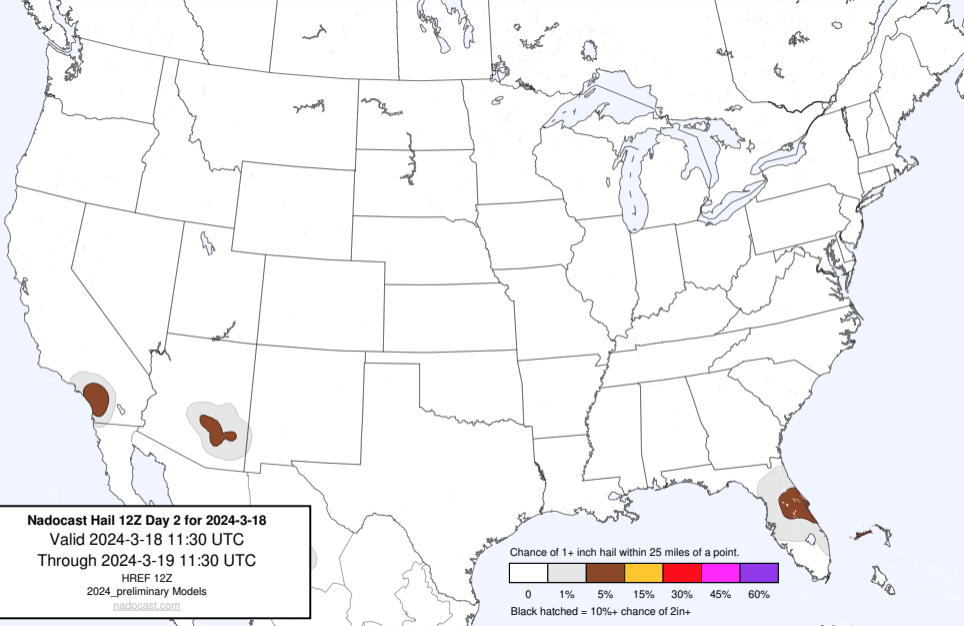 Nadocast Hail 12Z Day 2 for 2024-3-18
Valid 2024-3-18 11:30 UTC
Through 2024-3-19 11:30 UTC
HREF 12Z
2024_preliminary Models
nadocast.com
Chance of 1+ inch hail within 25 miles of a point.
0 1% 5% 15% 30% 45% 60%
Black hatched = 10%+ chance of 2in+